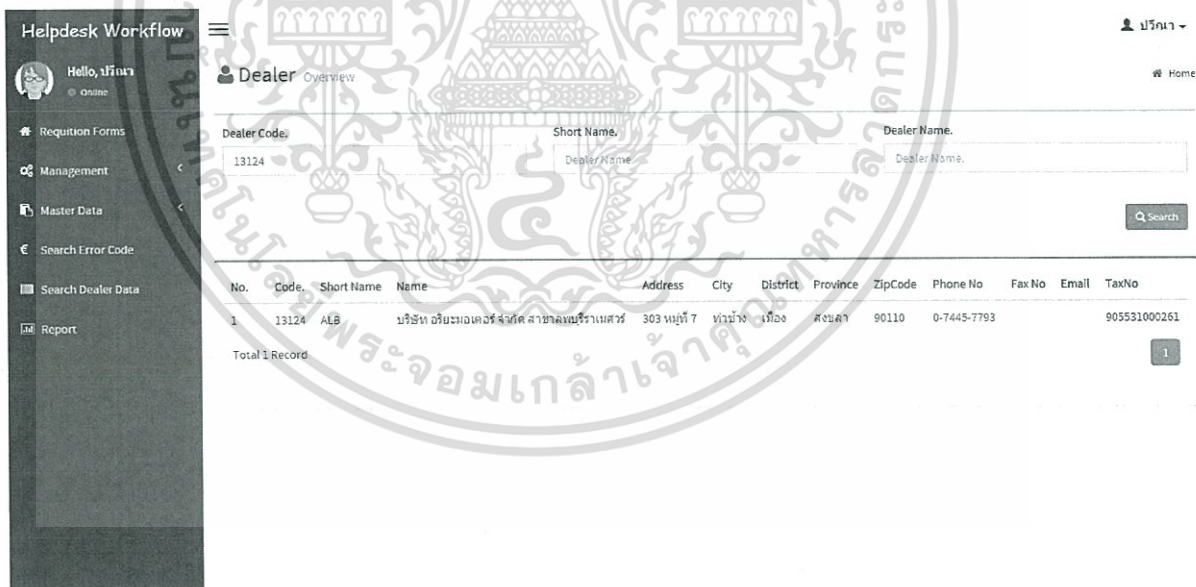 Helpdesk Workflow
ปวีณา
Hello, ปวีณา
Online
Dealer Overview
Home
Requition Forms
Management
Master Data
Search Error Code
Search Dealer Data
Report
Dealer Code. Short Name. Dealer Name.
13124 Dealer Name Dealer Name.
Search
No. Code. Short Name Name Address City District Province ZipCode Phone No Fax No Email TaxNo
1 13124 ALB บริษัท อริยะมอเตอร์ จำกัด สาขาลพบุรีราเมศวร์ 303 หมู่ที่ 7 ท่าช้าง เมือง สงขลา 90110 0-7445-7793 905531000261
Total 1 Record
1